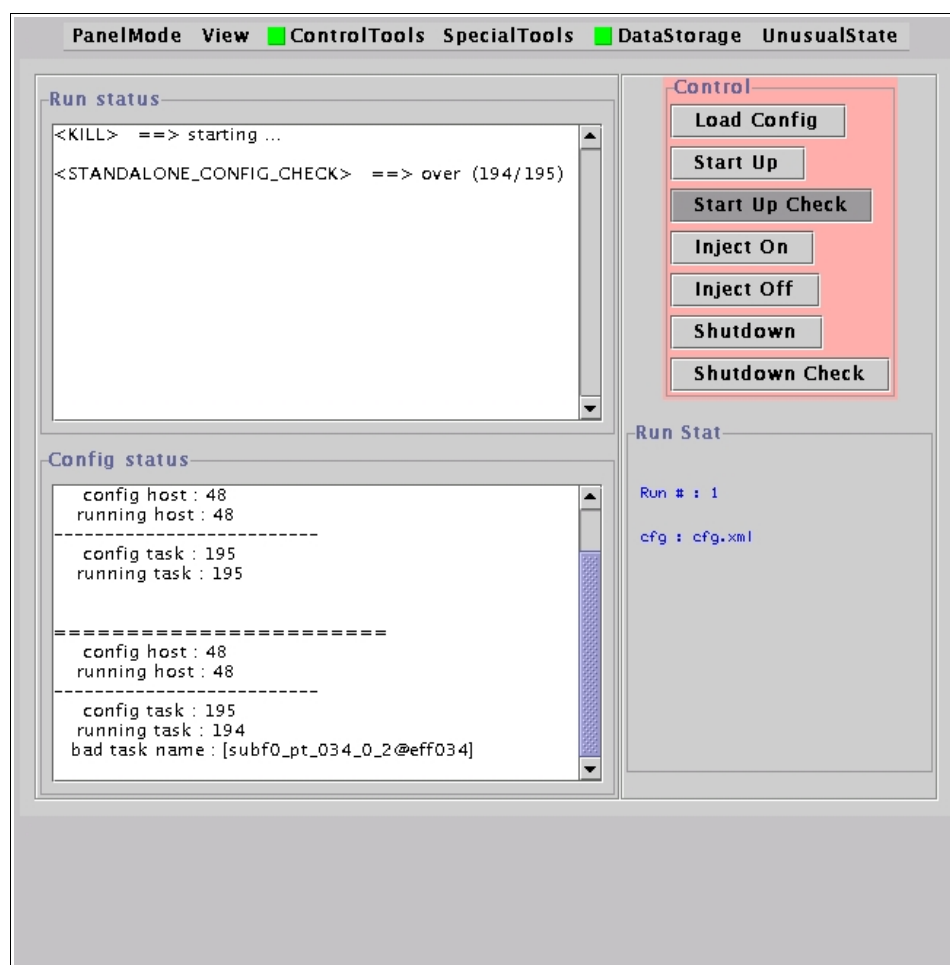 PanelMode View ControlTools SpecialTools DataStorage UnusualState
Run status
<KILL> ==> starting ...
<STANDALONE_CONFIG_CHECK> ==> over (194/195)
Control
Load Config
Start Up
Start Up Check
Inject On
Inject Off
Shutdown
Shutdown Check
Config status
config host : 48
running host : 48
--------------------------
config task : 195
running task : 195
=======================
config host : 48
running host : 48
--------------------------
config task : 195
running task : 194
bad task name : [subf0_pt_034_0_2@eff034]
Run Stat
Run # : 1
cfg : cfg.xml